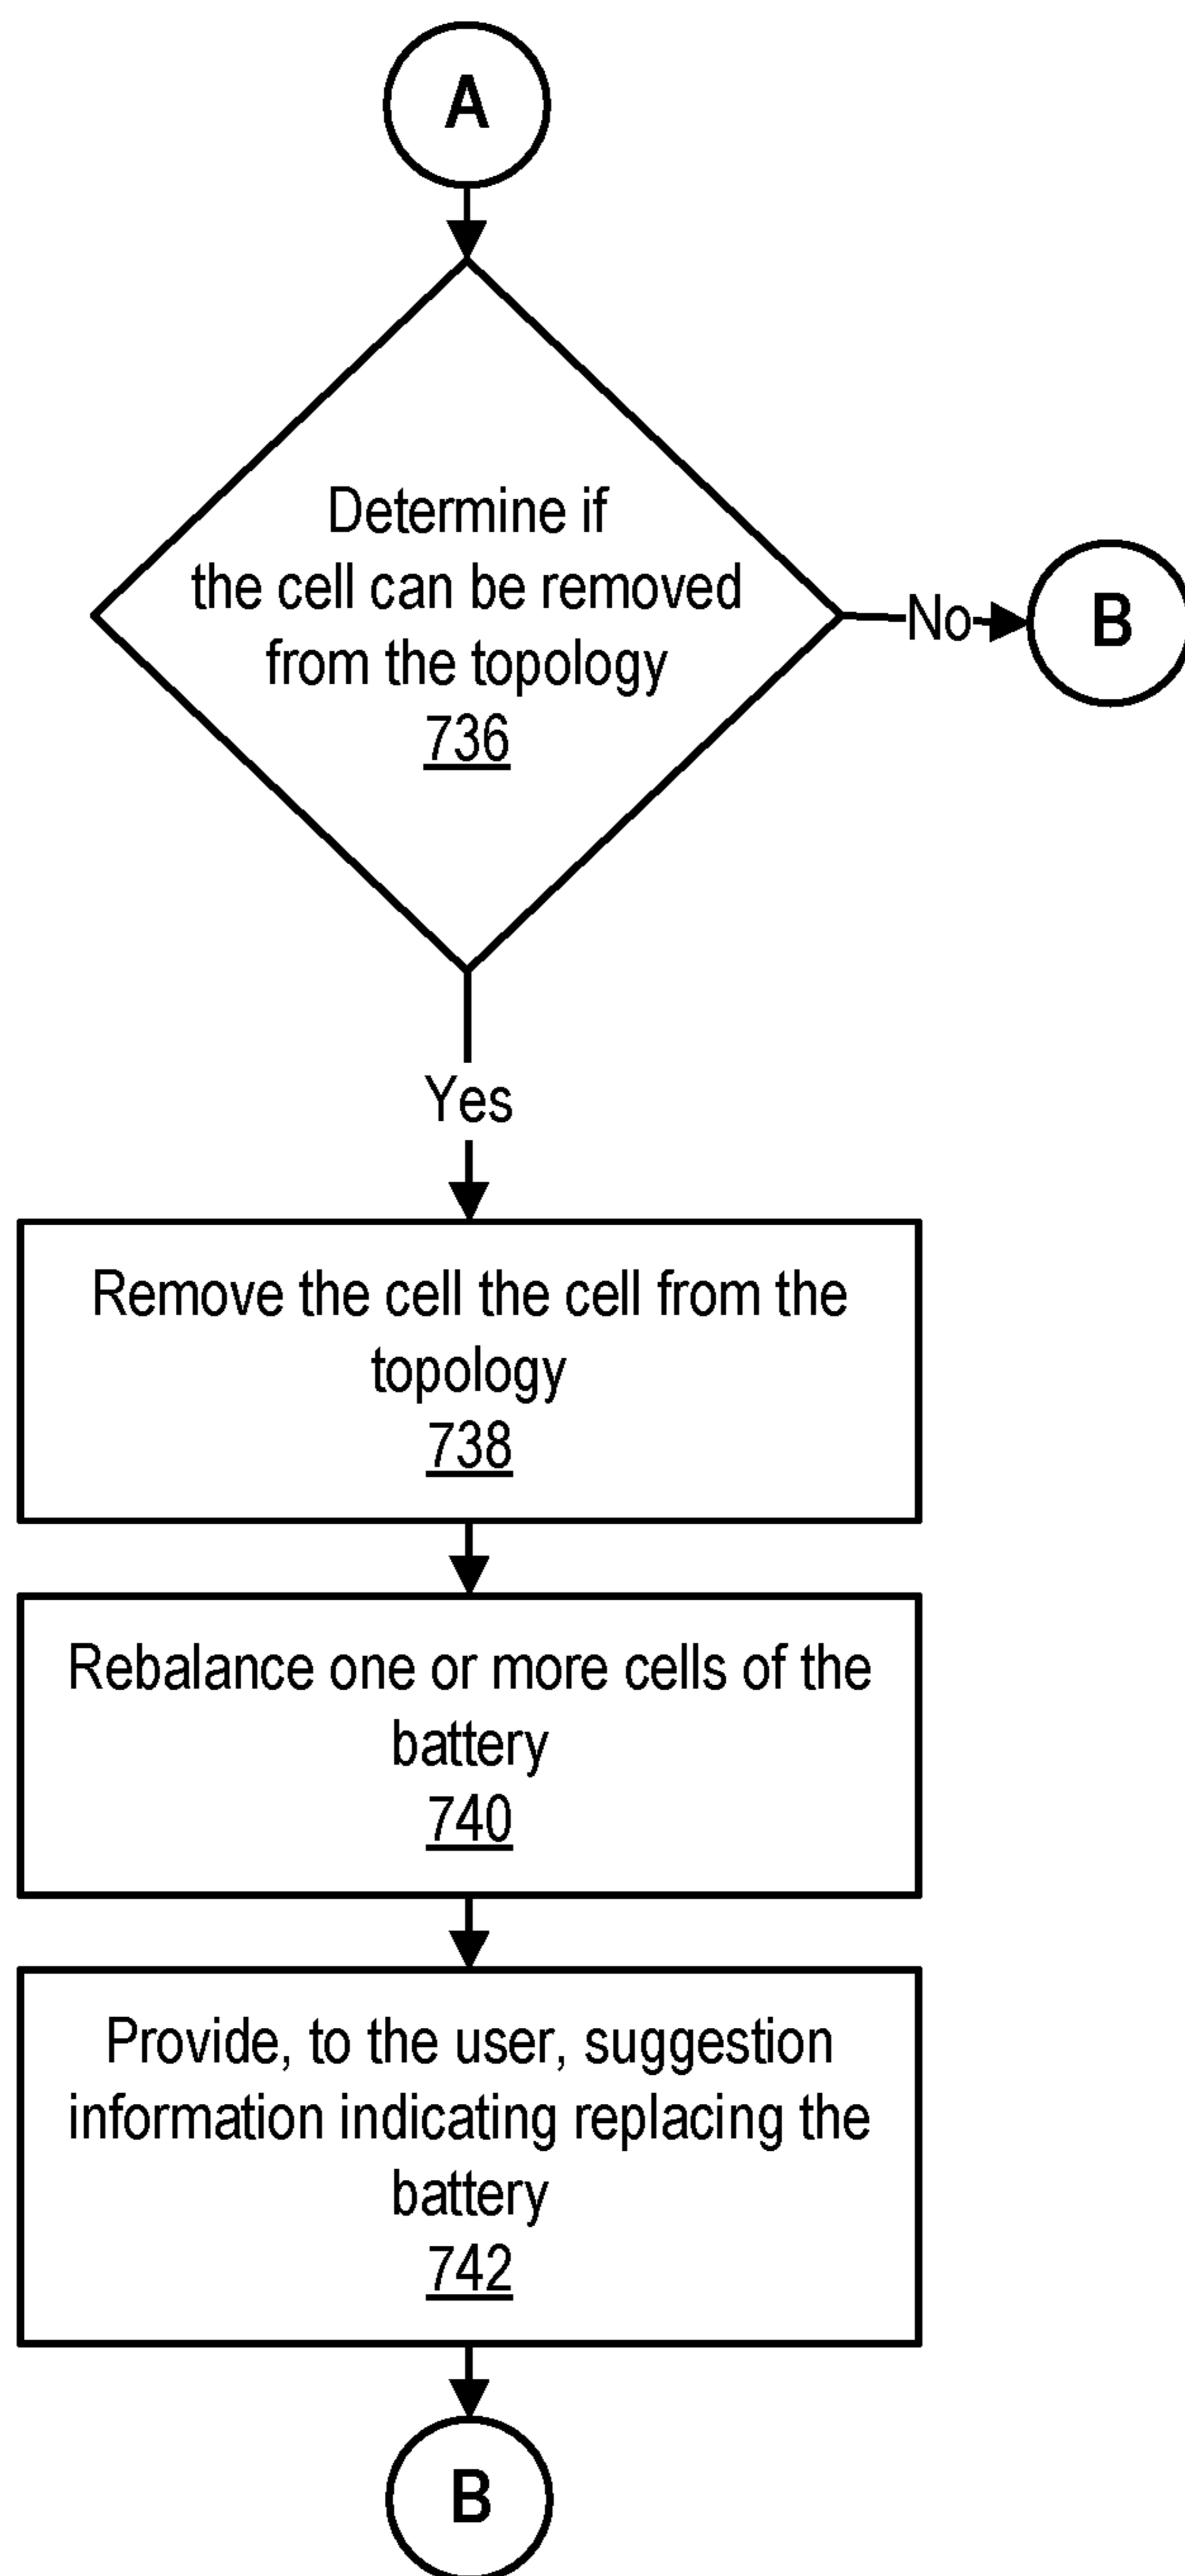 A
Determine if
the cell can be removed
from the topology
736
No
B
Yes
Remove the cell the cell from the
topology
738
Rebalance one or more cells of the
battery
740
Provide, to the user, suggestion
information indicating replacing the
battery
742
B